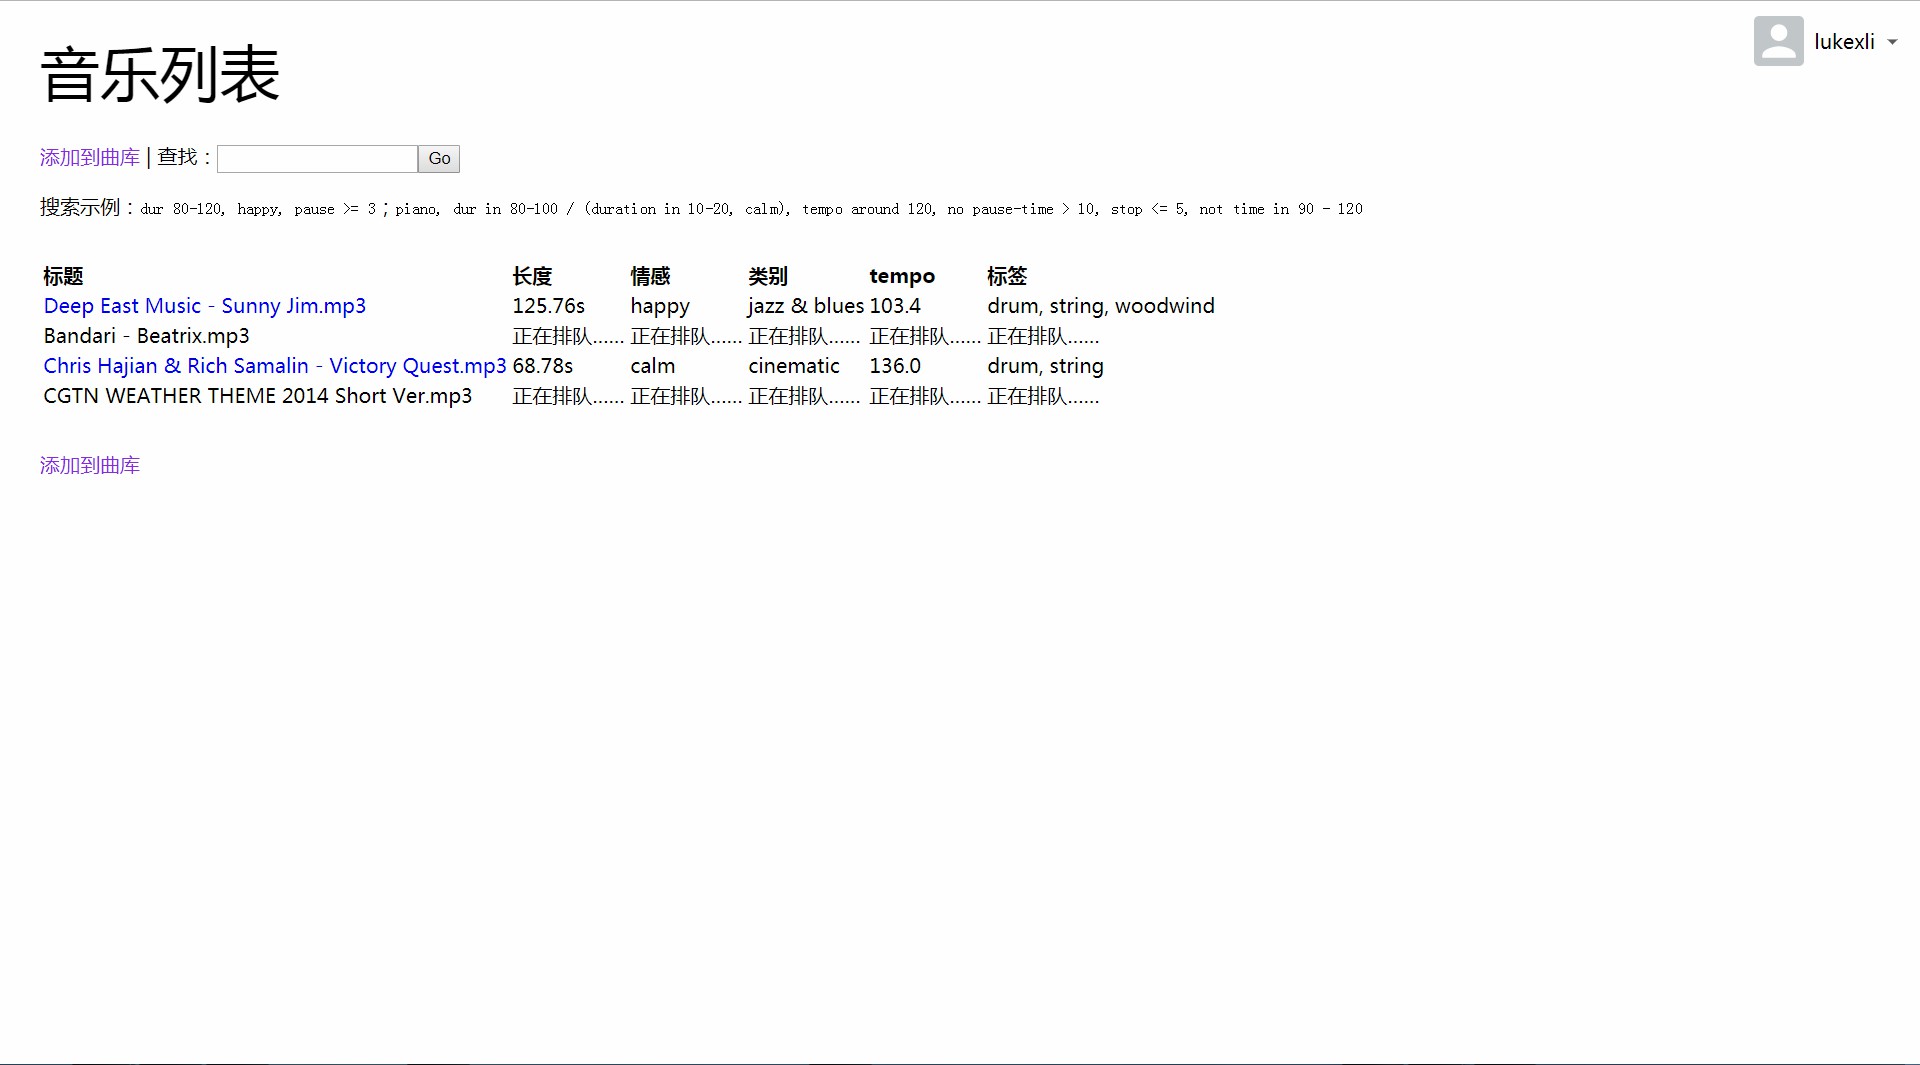 lukexli
音乐列表
添加到曲库 | 查找： Go
搜索示例：dur 80-120, happy, pause >= 3；piano, dur in 80-100 / (duration in 10-20, calm), tempo around 120, no pause-time > 10, stop <= 5, not time in 90 - 120
标题 长度 情感 类别 tempo 标签
Deep East Music - Sunny Jim.mp3 125.76s happy jazz & blues 103.4 drum, string, woodwind
Bandari - Beatrix.mp3 正在排队...... 正在排队...... 正在排队...... 正在排队...... 正在排队......
Chris Hajian & Rich Samalin - Victory Quest.mp3 68.78s calm cinematic 136.0 drum, string
CGTN WEATHER THEME 2014 Short Ver.mp3 正在排队...... 正在排队...... 正在排队...... 正在排队...... 正在排队......
添加到曲库